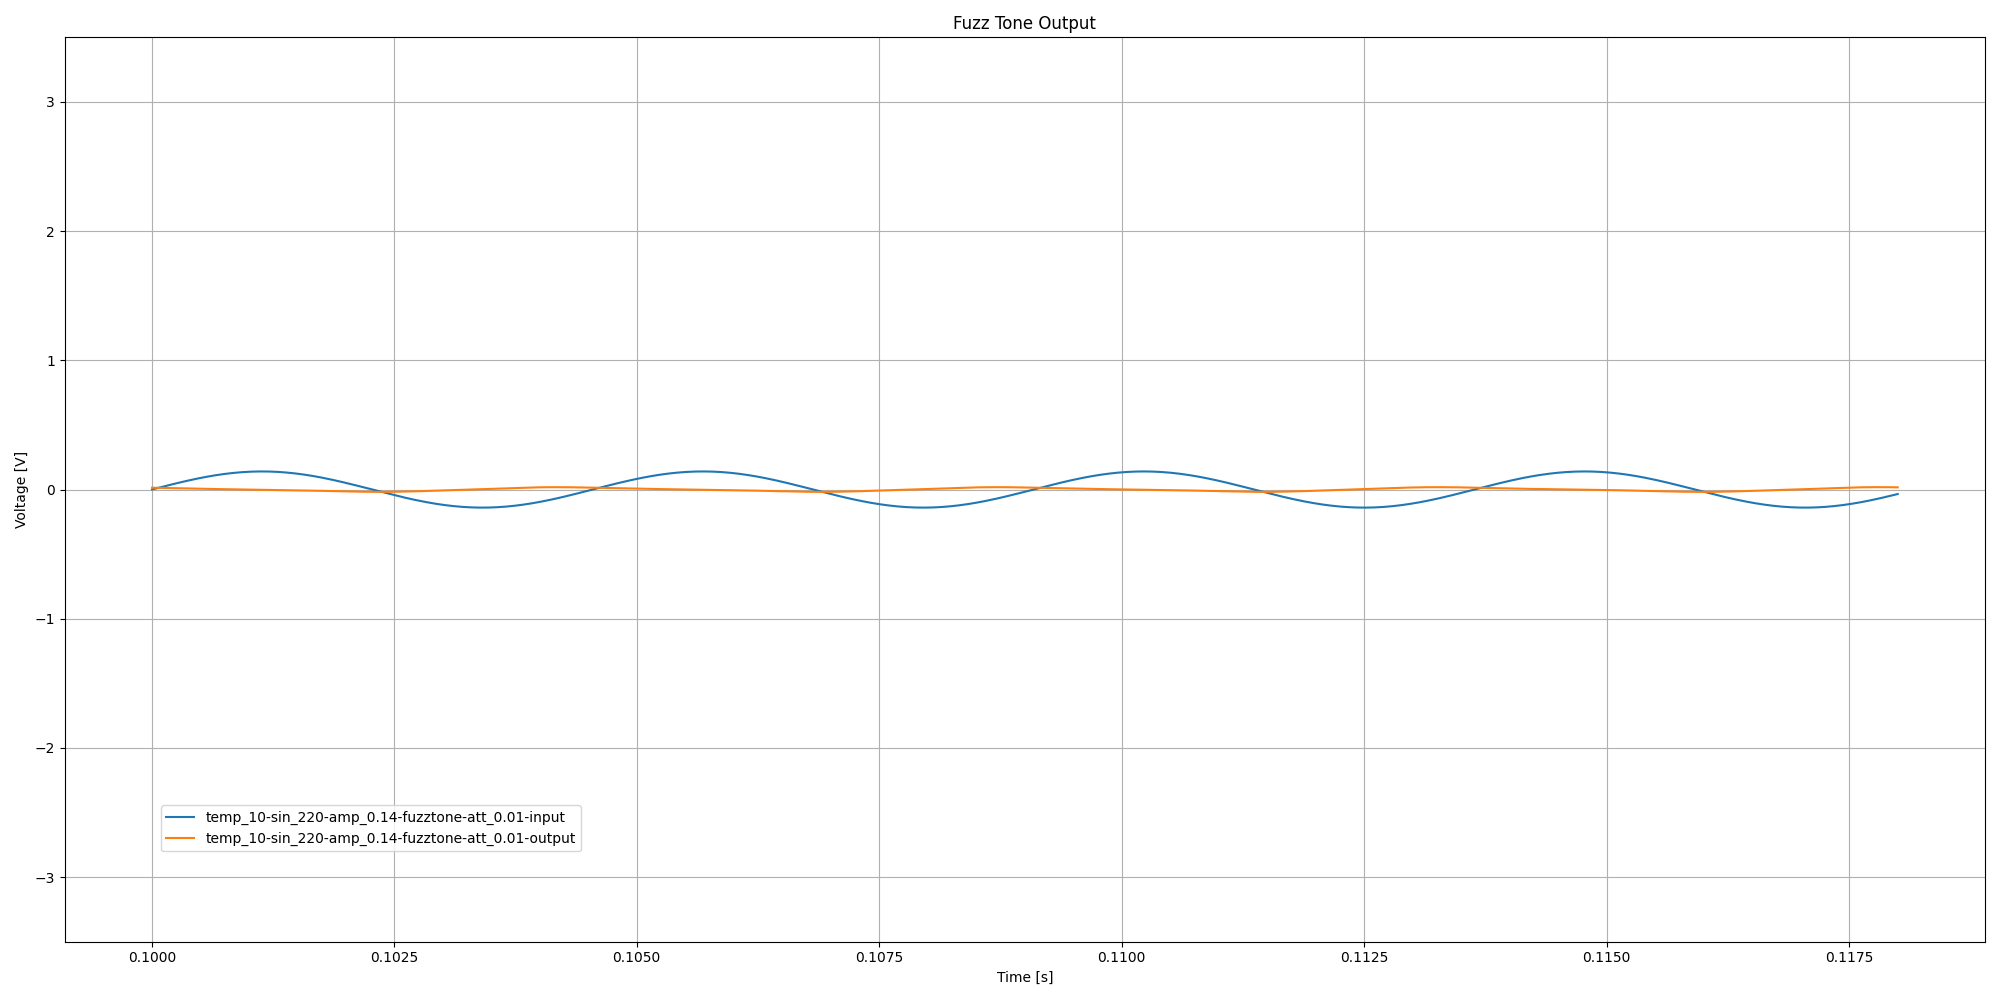 Fuzz Tone Output
Voltage [V]
3
2
1
0
−1
−2
−3
temp_10-sin_220-amp_0.14-fuzztone-att_0.01-input
temp_10-sin_220-amp_0.14-fuzztone-att_0.01-output
0.1000 0.1025 0.1050 0.1075 0.1100 0.1125 0.1150 0.1175
Time [s]